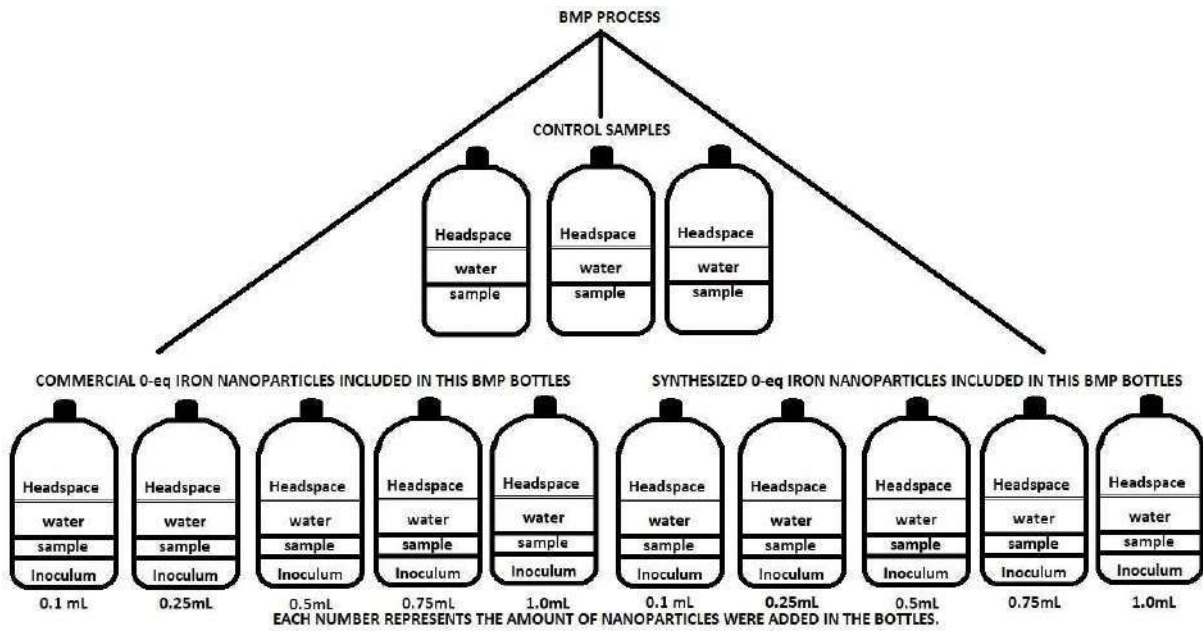 BMP PROCESS
CONTROL SAMPLES
Headspace Headspace Headspace
water water water
sample sample sample
COMMERCIAL 0-eq IRON NANOPARTICLES INCLUDED IN THIS BMP BOTTLES SYNTHESIZED 0-eq IRON NANOPARTICLES INCLUDED IN THIS BMP BOTTLES
Headspace Headspace Headspace Headspace Headspace Headspace Headspace Headspace Headspace Headspace
water water water water water water water water water water
sample sample sample sample sample sample sample sample sample sample
Inoculum Inoculum Inoculum Inoculum Inoculum Inoculum Inoculum Inoculum Inoculum Inoculum
0.1 mL 0.25mL 0.5mL 0.75mL 1.0mL 0.1 mL 0.25mL 0.5mL 0.75mL 1.0mL
EACH NUMBER REPRESENTS THE AMOUNT OF NANOPARTICLES WERE ADDED IN THE BOTTLES.